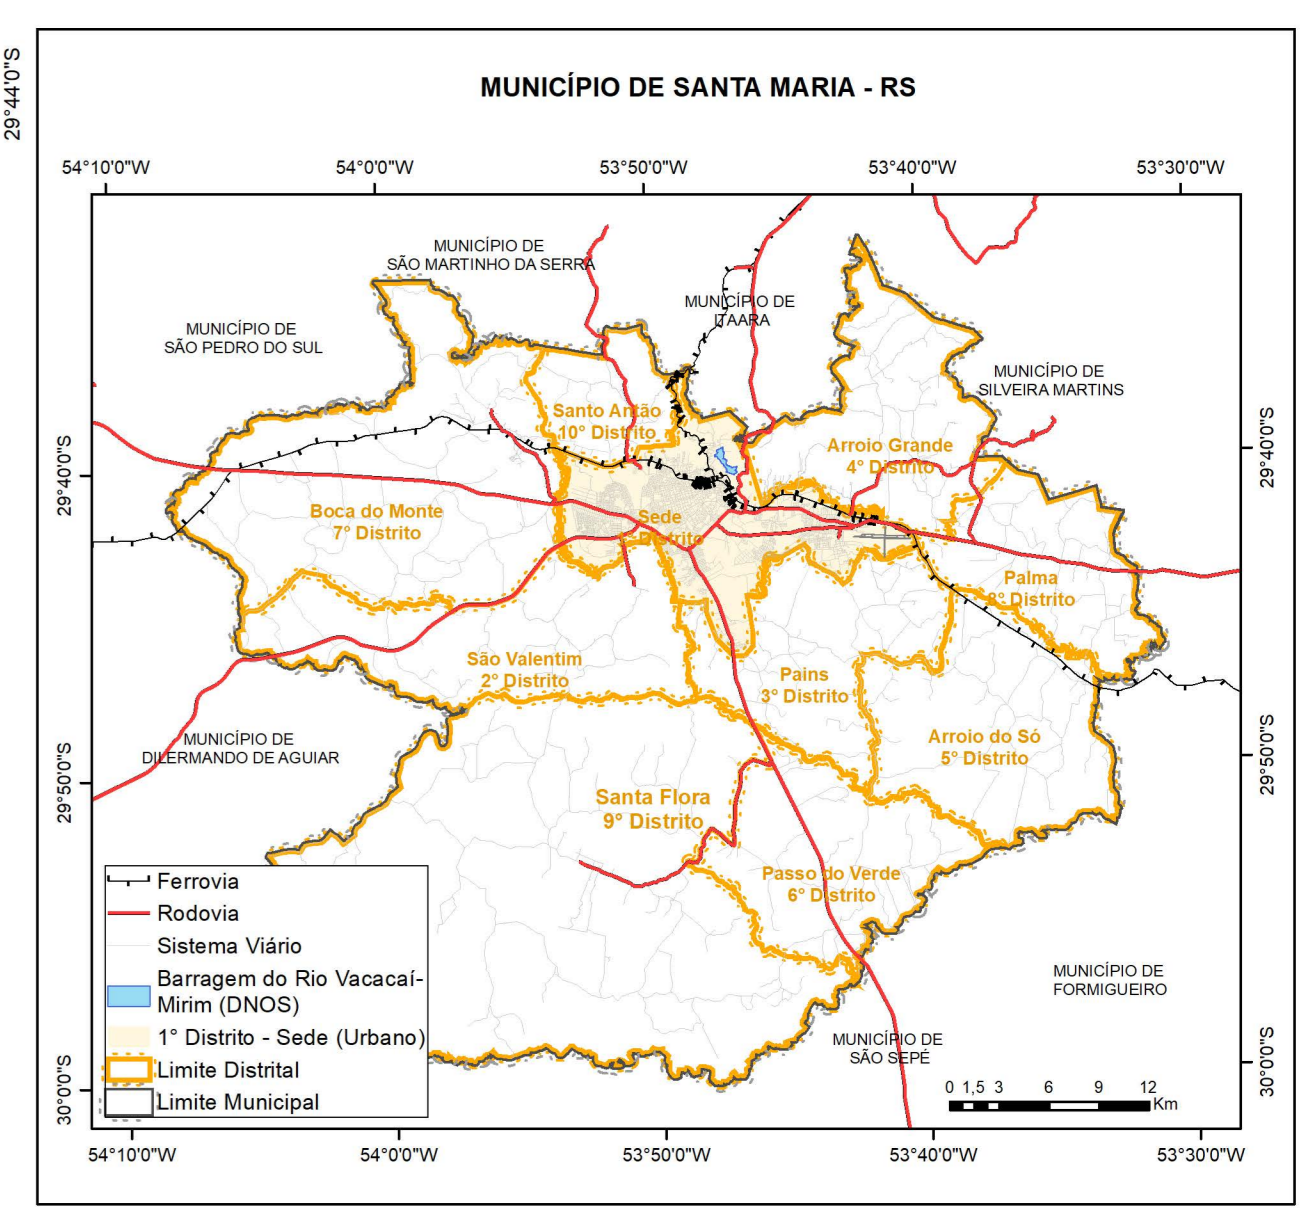 29°44'0"S
MUNICÍPIO DE SANTA MARIA - RS
54°10'0"W 54°0'0"W 53°50'0"W 53°40'0"W 53°30'0"W
MUNICÍPIO DE
SÃO MARTINHO DA SERRA
MUNICÍPIO DE
ITAARA
MUNICÍPIO DE
SÃO PEDRO DO SUL
MUNICÍPIO DE
SILVEIRA MARTINS
Santo Antão
10° Distrito
Arroio Grande
4° Distrito
29°40'0"S
29°40'0"S
Boca do Monte
7° Distrito
Sede
Distrito
Palma
8° Distrito
São Valentim
2° Distrito
Pains
3° Distrito
MUNICÍPIO DE
DILERMANDO DE AGUIAR
Arroio do Só
5° Distrito
29°50'0"S
29°50'0"S
Santa Flora
9° Distrito
Passo do Verde
6° Distrito
Ferrovia
Rodovia
Sistema Viário
Barragem do Rio Vacacaí-
Mirim (DNOS)
1° Distrito - Sede (Urbano)
Limite Distrital
Limite Municipal
MUNICÍPIO DE
FORMIGUEIRO
MUNICÍPIO DE
SÃO SEPÉ
30°0'0"S
30°0'0"S
0 1,5 3 6 9 12
Km
54°10'0"W 54°0'0"W 53°50'0"W 53°40'0"W 53°30'0"W